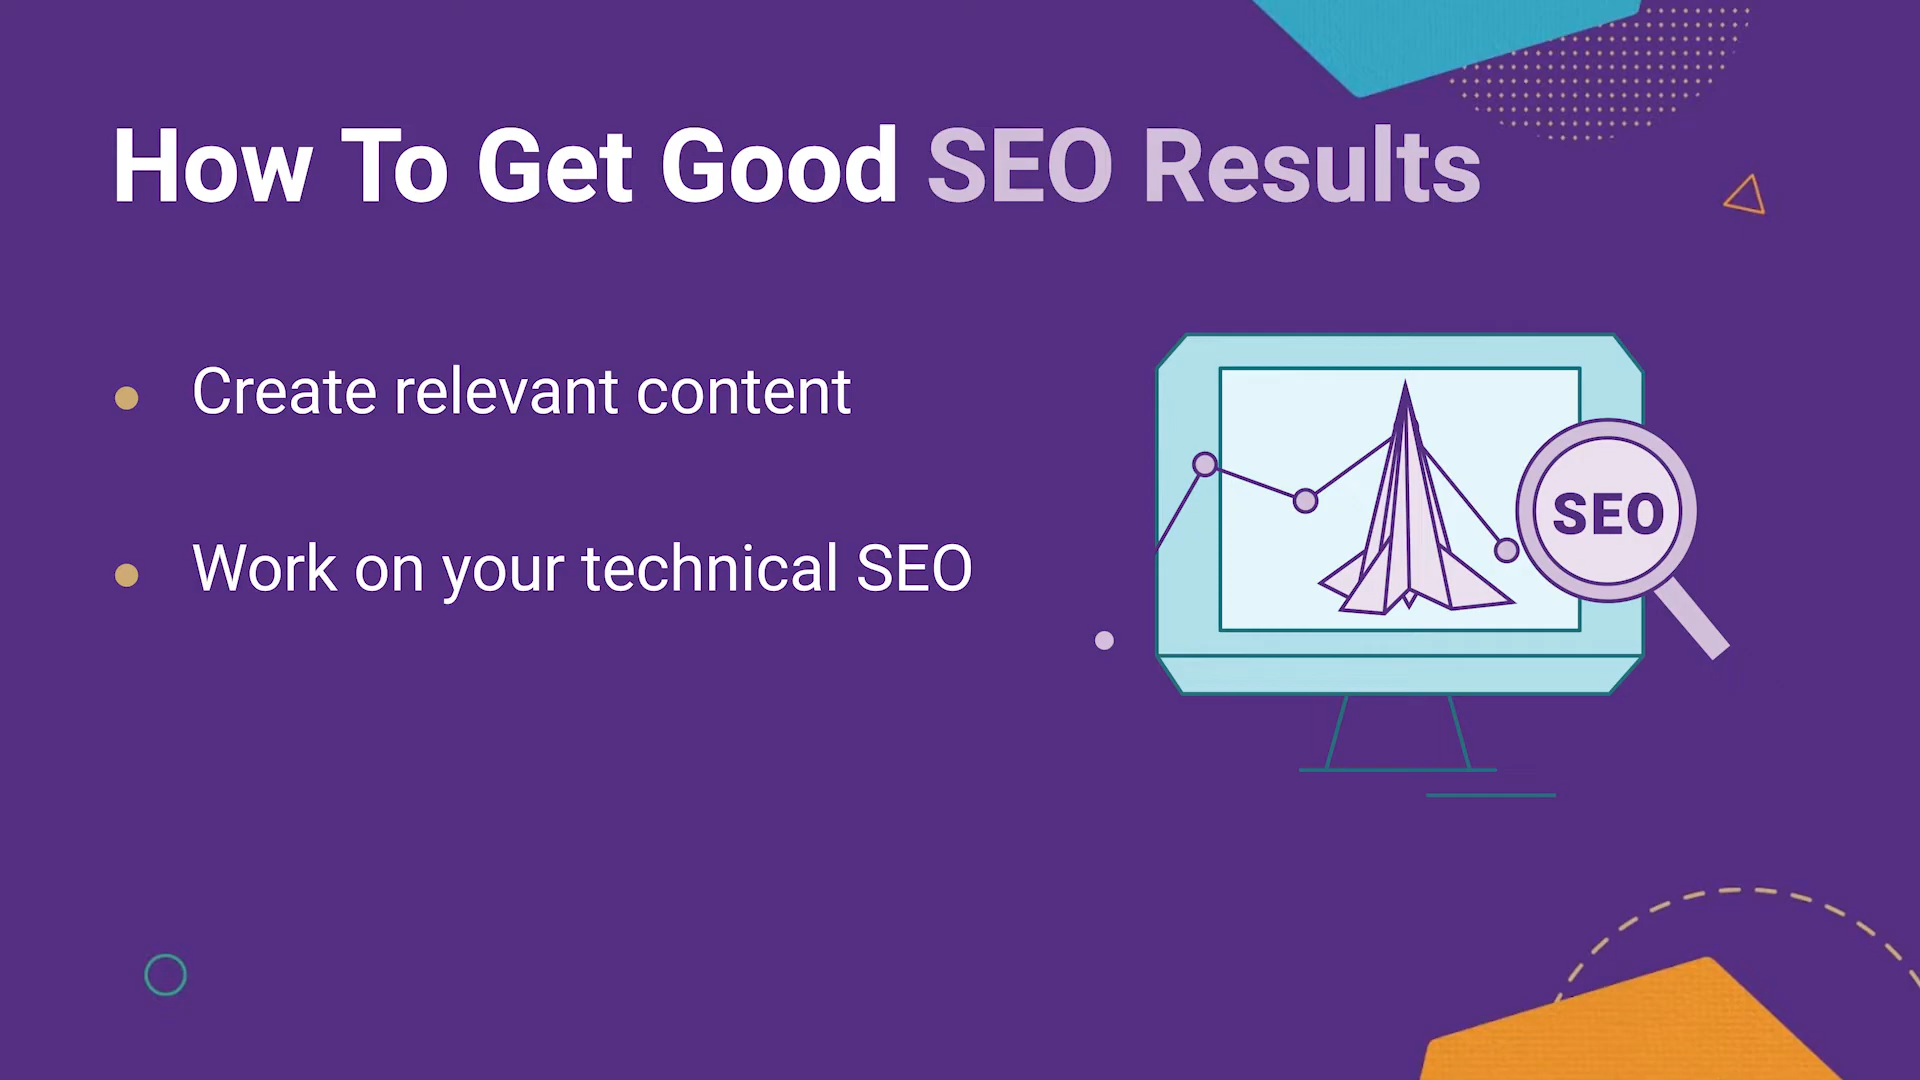 How To Get Good SEO Results
Create relevant content
Work on your technical SEO
SEO